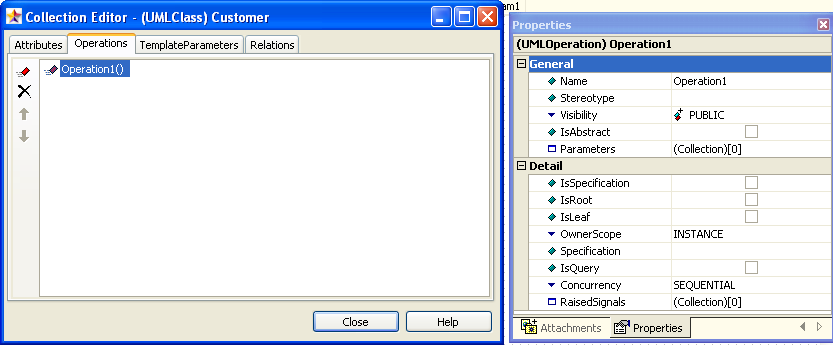 Collection Editor - (UMLClass) Customer
Attributes Operations TemplateParameters Relations
Operation1()
Close Help
am1
Properties
(UMLOperation) Operation1
General
Name Operation1
Stereotype
Visibility PUBLIC
IsAbstract
Parameters (Collection)[0]
Detail
IsSpecification
IsRoot
IsLeaf
OwnerScope INSTANCE
Specification
IsQuery
Concurrency SEQUENTIAL
RaisedSignals (Collection)[0]
Attachments Properties